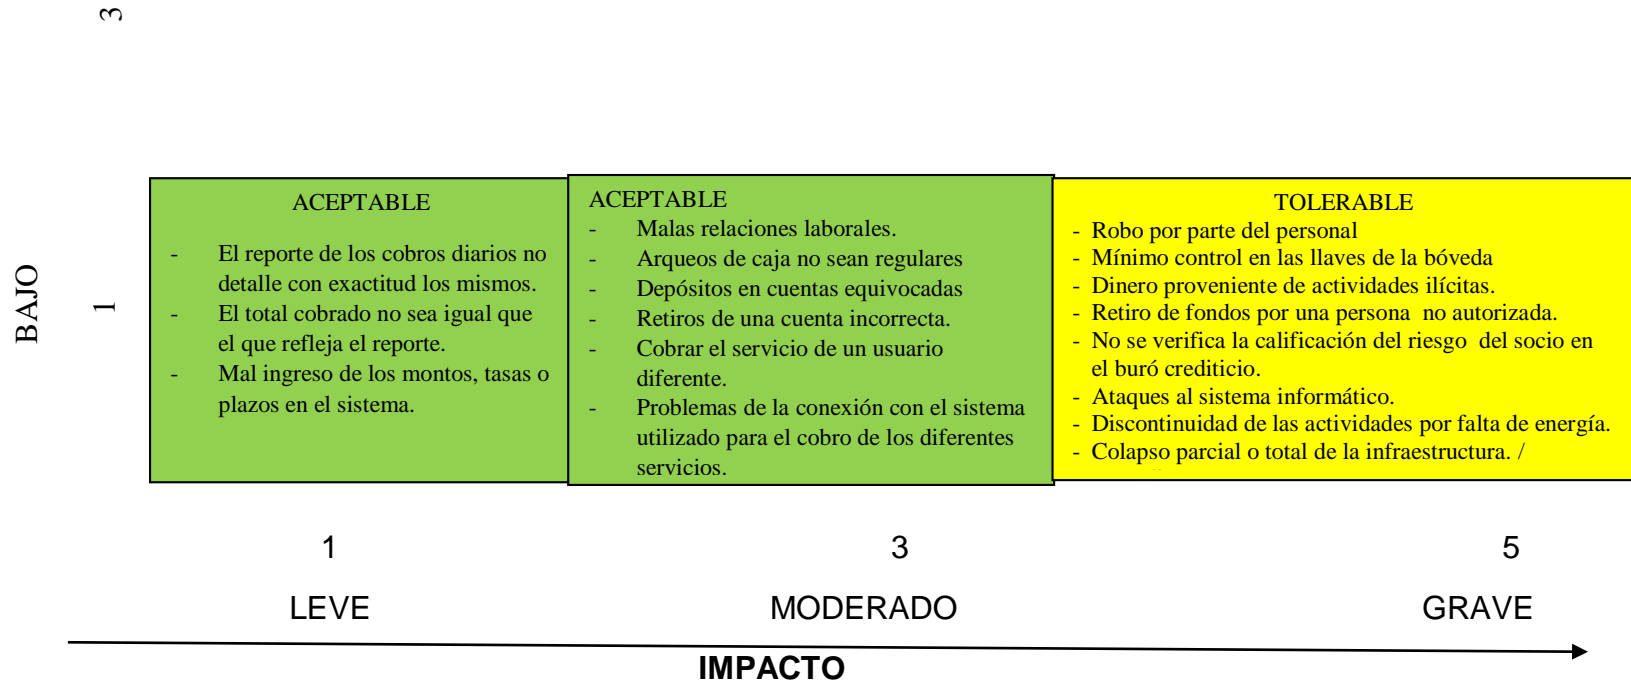 3
BAJO
1
ACEPTABLE
- El reporte de los cobros diarios no
detalle con exactitud los mismos.
- El total cobrado no sea igual que
el que refleja el reporte.
- Mal ingreso de los montos, tasas o
plazos en el sistema.
ACEPTABLE
- Malas relaciones laborales.
- Arqueos de caja no sean regulares
- Depósitos en cuentas equivocadas
- Retiros de una cuenta incorrecta.
- Cobrar el servicio de un usuario
diferente.
- Problemas de la conexión con el sistema
utilizado para el cobro de los diferentes
servicios.
TOLERABLE
- Robo por parte del personal
- Mínimo control en las llaves de la bóveda
- Dinero proveniente de actividades ilícitas.
- Retiro de fondos por una persona no autorizada.
- No se verifica la calificación del riesgo del socio en
el buró crediticio.
- Ataques al sistema informático.
- Discontinuidad de las actividades por falta de energía.
- Colapso parcial o total de la infraestructura. /
1 3 5
LEVE MODERADO GRAVE
IMPACTO